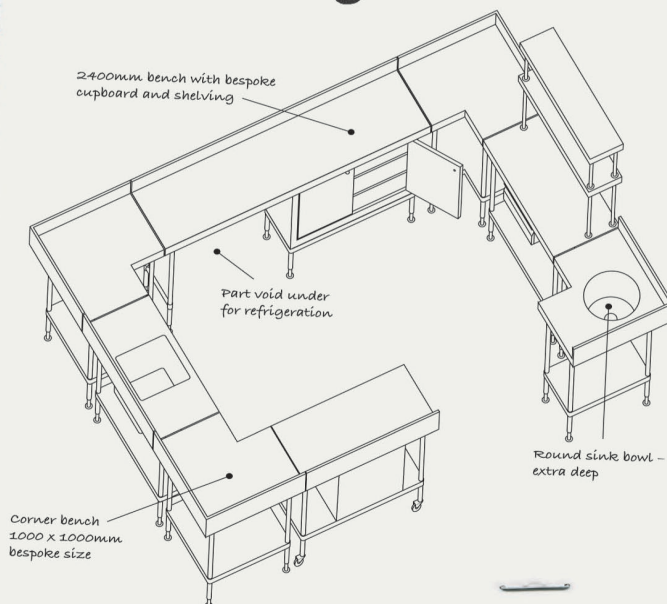 2400mm bench with bespoke
cupboard and shelving
Part void under
for refrigeration
Round sink bowl –
extra deep
Corner bench
1000 x 1000mm
bespoke size